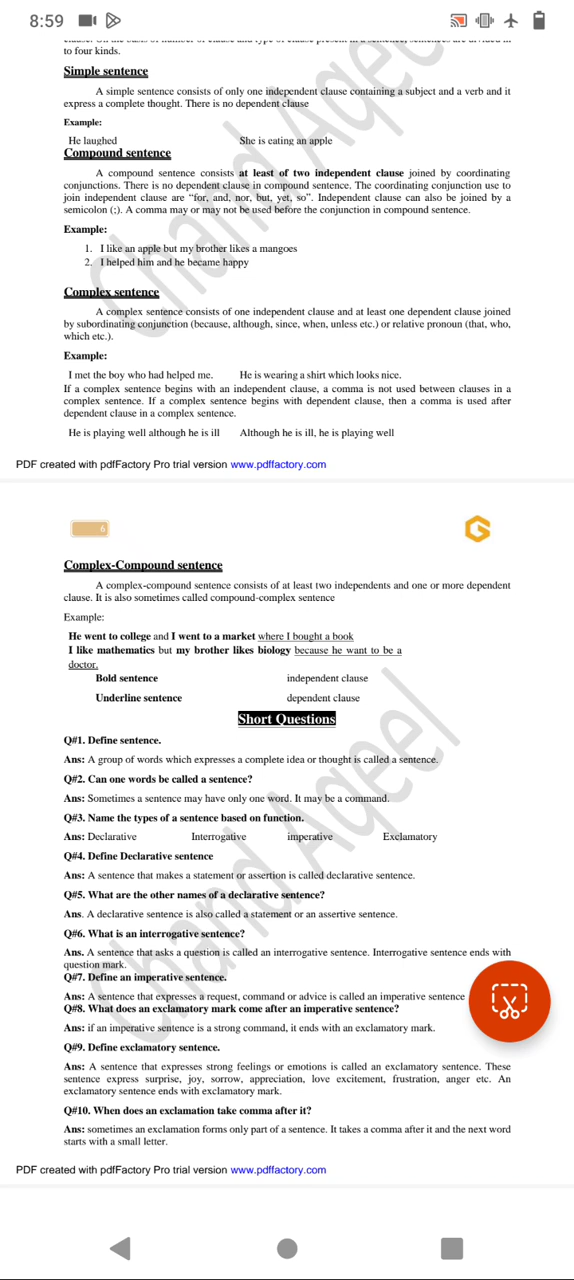 8:59
to four kinds.
Simple sentence
A simple sentence consists of only one independent clause containing a subject and a verb and it
express a complete thought. There is no dependent clause
Example:
He laughed She is eating an apple
Compound sentence
A compound sentence consists at least of two independent clause joined by coordinating
conjunctions. There is no dependent clause in compound sentence. The coordinating conjunction use to
join independent clause are “for, and, nor, but, yet, so”. Independent clause can also be joined by a
semicolon (;). A comma may or may not be used before the conjunction in compound sentence.
Example:
1. I like an apple but my brother likes a mangoes
2. I helped him and he became happy
Complex sentence
A complex sentence consists of one independent clause and at least one dependent clause joined
by subordinating conjunction (because, although, since, when, unless etc.) or relative pronoun (that, who,
which etc.).
Example:
I met the boy who had helped me. He is wearing a shirt which looks nice.
If a complex sentence begins with an independent clause, a comma is not used between clauses in a
complex sentence. If a complex sentence begins with dependent clause, then a comma is used after
dependent clause in a complex sentence.
He is playing well although he is ill Although he is ill, he is playing well
Chand Aqeel
PDF created with pdfFactory Pro trial version www.pdffactory.com
6
G
Complex-Compound sentence
A complex-compound sentence consists of at least two independents and one or more dependent
clause. It is also sometimes called compound-complex sentence
Example:
He went to college and I went to a market where I bought a book
I like mathematics but my brother likes biology because he want to be a
doctor.
Bold sentence independent clause
Underline sentence dependent clause
Short Questions
Q#1. Define sentence.
Ans: A group of words which expresses a complete idea or thought is called a sentence.
Q#2. Can one words be called a sentence?
Ans: Sometimes a sentence may have only one word. It may be a command.
Q#3. Name the types of a sentence based on function.
Ans: Declarative Interrogative imperative Exclamatory
Q#4. Define Declarative sentence
Ans: A sentence that makes a statement or assertion is called declarative sentence.
Q#5. What are the other names of a declarative sentence?
Ans. A declarative sentence is also called a statement or an assertive sentence.
Q#6. What is an interrogative sentence?
Ans. A sentence that asks a question is called an interrogative sentence. Interrogative sentence ends with
question mark.
Q#7. Define an imperative sentence.
Ans: A sentence that expresses a request, command or advice is called an imperative sentence
Q#8. What does an exclamatory mark come after an imperative sentence?
Ans: if an imperative sentence is a strong command, it ends with an exclamatory mark.
Q#9. Define exclamatory sentence.
Ans: A sentence that expresses strong feelings or emotions is called an exclamatory sentence. These
sentence express surprise, joy, sorrow, appreciation, love excitement, frustration, anger etc. An
exclamatory sentence ends with exclamatory mark.
Q#10. When does an exclamation take comma after it?
Ans: sometimes an exclamation forms only part of a sentence. It takes a comma after it and the next word
starts with a small letter.
Chand Aqeel
PDF created with pdfFactory Pro trial version www.pdffactory.com